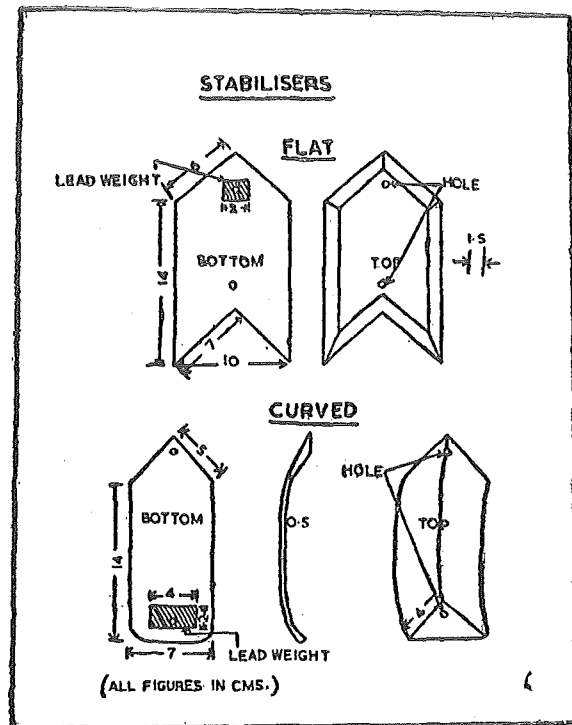 STABILISERS
FLAT
6
LEAD WEIGHT
HOLE
2
1.5
BOTTOM
TOP
14
7
10
CURVED
5
HOLE
BOTTOM
0.5
TOP
14
4
7
LEAD WEIGHT
(ALL FIGURES IN CMS.)